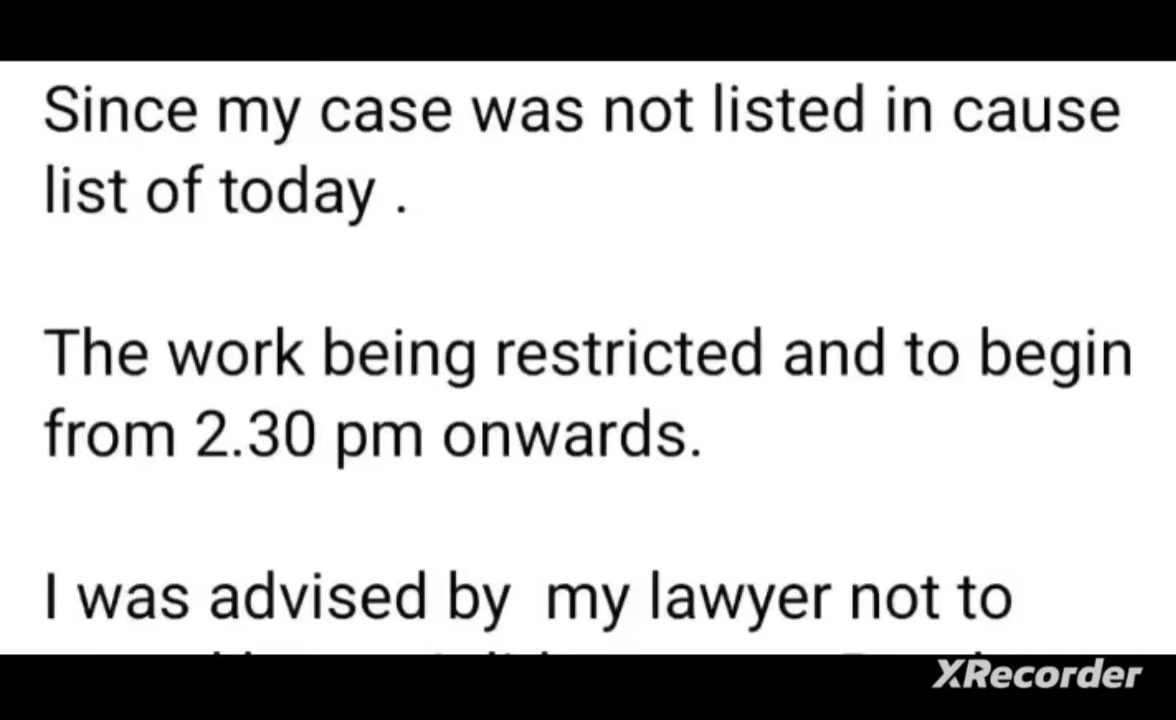 Since my case was not listed in cause
list of today .
The work being restricted and to begin
from 2.30 pm onwards.
I was advised by  my lawyer not to
XRecorder